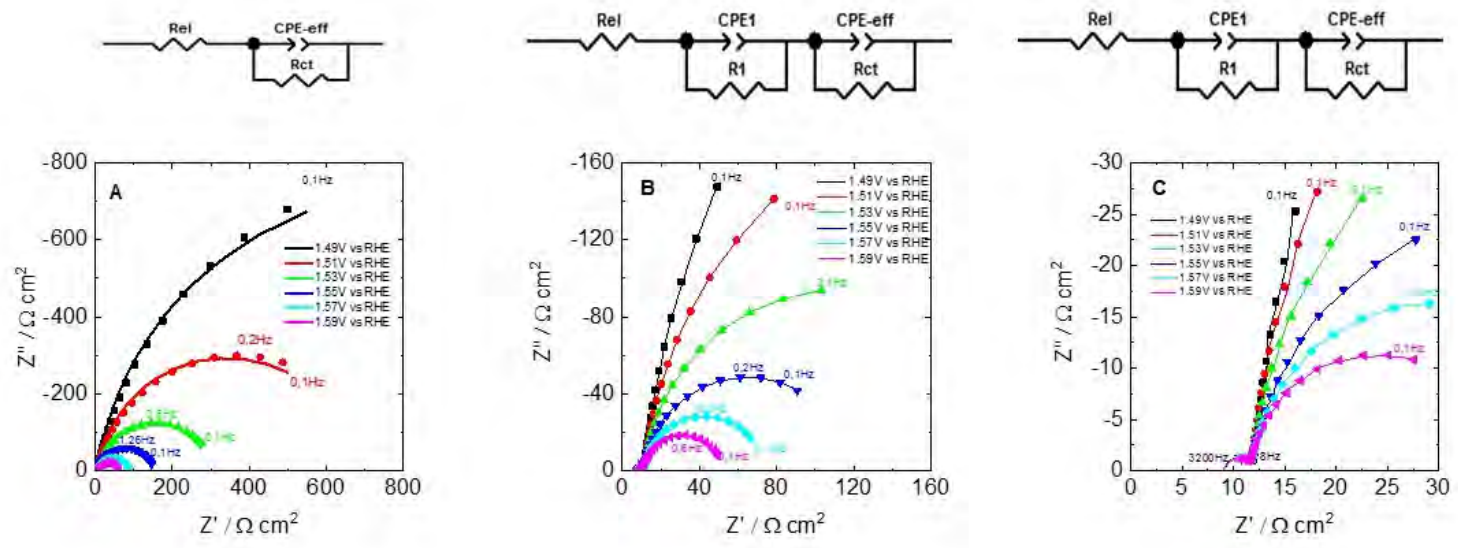 Rel CPE-eff
Rct
Rel CPE1 CPE-eff
R1 Rct
Rel CPE1 CPE-eff
R1 Rct
A
-800
-600
-400
-200
0
0 200 400 600 800
Z'' / Ω cm²
Z' / Ω cm²
0,1Hz
1.49V vs RHE
1.51V vs RHE
1.53V vs RHE
1.55V vs RHE
1.57V vs RHE
1.59V vs RHE
0,2Hz
0,1Hz
0,1Hz
1.26Hz
0,1Hz
B
-160
-120
-80
-40
0
0 40 80 120 160
Z'' / Ω cm²
Z' / Ω cm²
0,1Hz
0,1Hz
1.49V vs RHE
1.51V vs RHE
1.53V vs RHE
1.55V vs RHE
1.57V vs RHE
1.59V vs RHE
0,1Hz
0,2Hz
0,1Hz
0,6Hz
0,1Hz
C
-30
-25
-20
-15
-10
-5
0
0 5 10 15 20 25 30
Z'' / Ω cm²
Z' / Ω cm²
0,1Hz
0,1Hz
0,1Hz
0,1Hz
1.49V vs RHE
1.51V vs RHE
1.53V vs RHE
1.55V vs RHE
1.57V vs RHE
1.59V vs RHE
0,1Hz
3200Hz
8Hz